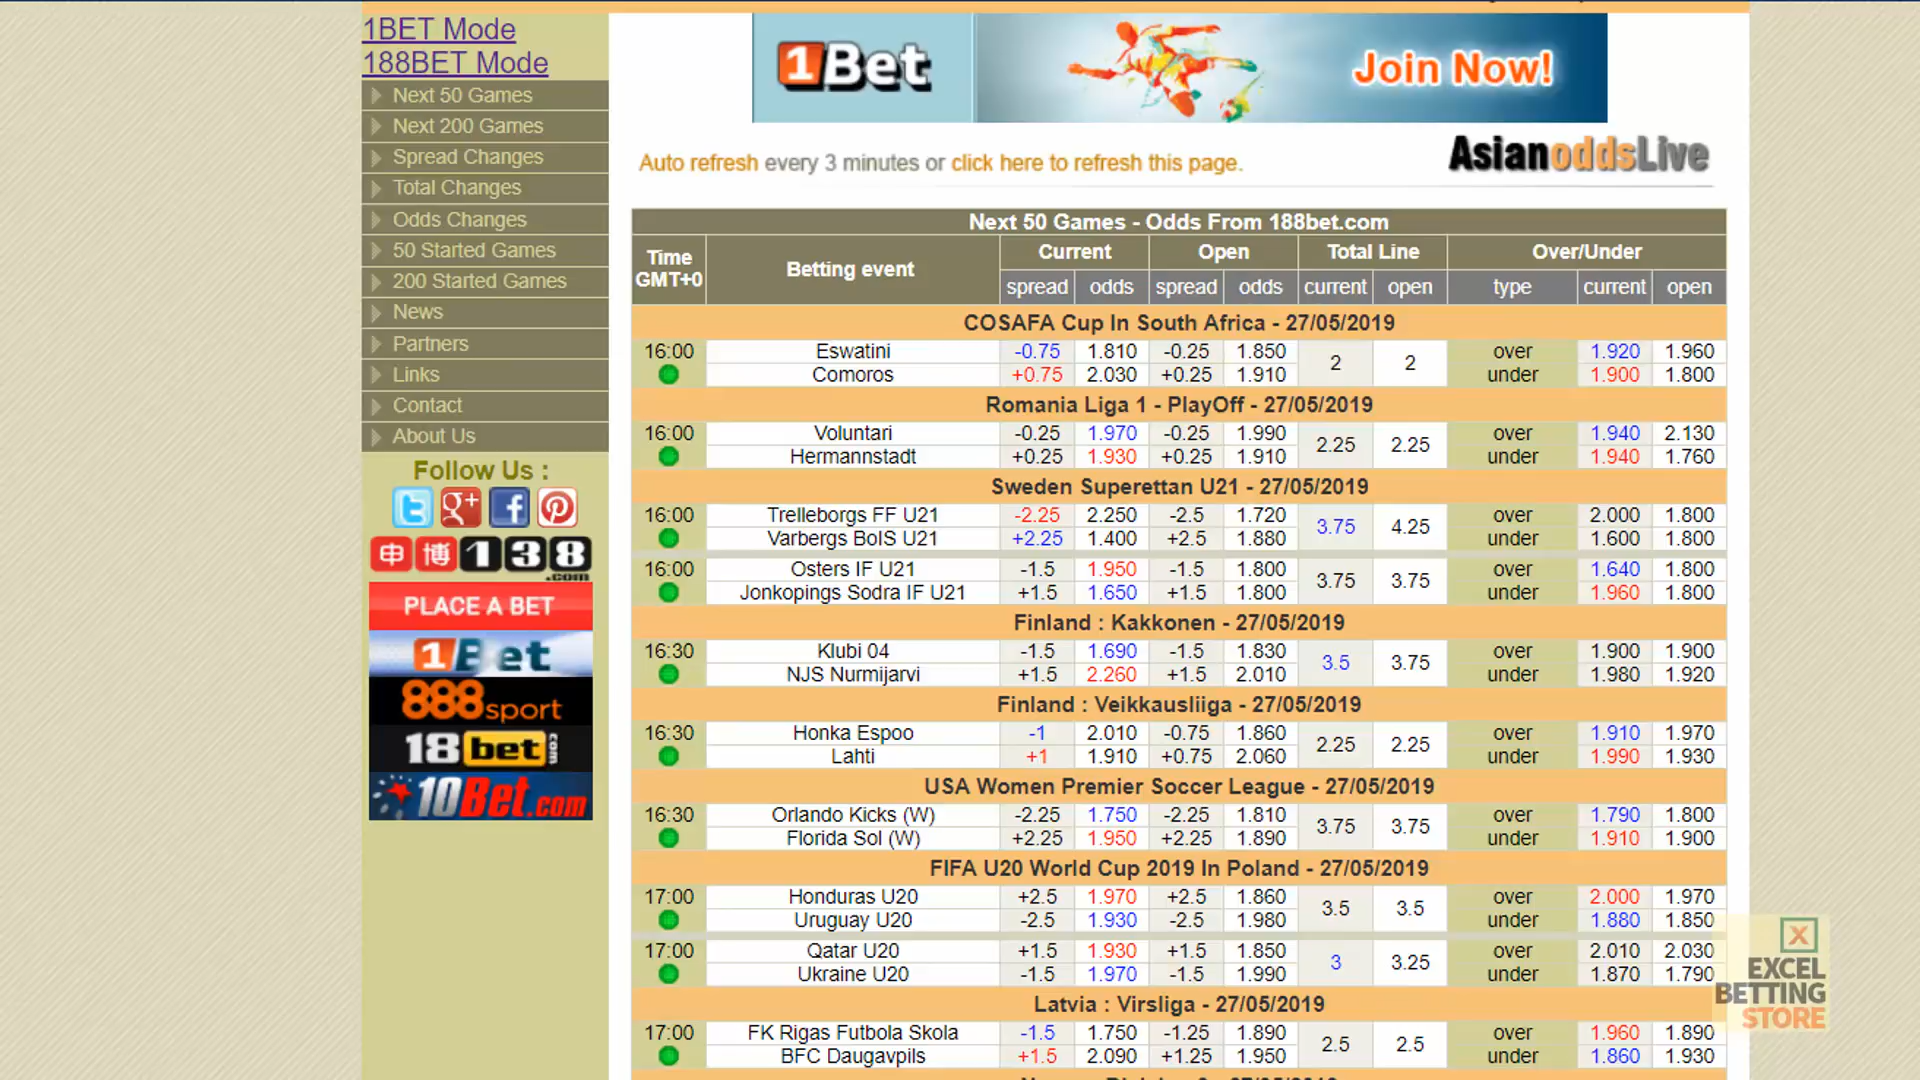 1BET Mode
188BET Mode
Next 50 Games
Next 200 Games
Spread Changes
Total Changes
Odds Changes
50 Started Games
200 Started Games
News
Partners
Links
Contact
About Us
Follow Us :
申博138
.com
PLACE A BET
1Bet
888sport
18bet.com
10Bet.com
1Bet
Join Now!
Auto refresh every 3 minutes or click here to refresh this page.
AsianoddsLive
Next 50 Games - Odds From 188bet.com
Time GMT+0 Betting event Current Open Total Line Over/Under
spread odds spread odds current open type current open
COSAFA Cup In South Africa - 27/05/2019
16:00 Eswatini -0.75 1.810 -0.25 1.850 2 2 over 1.920 1.960
Comoros +0.75 2.030 +0.25 1.910 under 1.900 1.800
Romania Liga 1 - PlayOff - 27/05/2019
16:00 Voluntari -0.25 1.970 -0.25 1.990 2.25 2.25 over 1.940 2.130
Hermannstadt +0.25 1.930 +0.25 1.910 under 1.940 1.760
Sweden Superettan U21 - 27/05/2019
16:00 Trelleborgs FF U21 -2.25 2.250 -2.5 1.720 3.75 4.25 over 2.000 1.800
Varbergs BoIS U21 +2.25 1.400 +2.5 1.880 under 1.600 1.800
16:00 Osters IF U21 -1.5 1.950 -1.5 1.800 3.75 3.75 over 1.640 1.800
Jonkopings Sodra IF U21 +1.5 1.650 +1.5 1.800 under 1.960 1.800
Finland : Kakkonen - 27/05/2019
16:30 Klubi 04 -1.5 1.690 -1.5 1.830 3.5 3.75 over 1.900 1.900
NJS Nurmijarvi +1.5 2.260 +1.5 2.010 under 1.980 1.920
Finland : Veikkausliiga - 27/05/2019
16:30 Honka Espoo -1 2.010 -0.75 1.860 2.25 2.25 over 1.910 1.970
Lahti +1 1.910 +0.75 2.060 under 1.990 1.930
USA Women Premier Soccer League - 27/05/2019
16:30 Orlando Kicks (W) -2.25 1.750 -2.25 1.810 3.75 3.75 over 1.790 1.800
Florida Sol (W) +2.25 1.950 +2.25 1.890 under 1.910 1.900
FIFA U20 World Cup 2019 In Poland - 27/05/2019
17:00 Honduras U20 +2.5 1.970 +2.5 1.860 3.5 3.5 over 2.000 1.970
Uruguay U20 -2.5 1.930 -2.5 1.980 under 1.880 1.850
17:00 Qatar U20 +1.5 1.930 +1.5 1.850 3 3.25 over 2.010 2.030
Ukraine U20 -1.5 1.970 -1.5 1.990 under 1.870 1.790
Latvia : Virsliga - 27/05/2019
17:00 FK Rigas Futbola Skola -1.5 1.750 -1.25 1.890 2.5 2.5 over 1.960 1.890
BFC Daugavpils +1.5 2.090 +1.25 1.950 under 1.860 1.930
EXCEL
BETTING
STORE